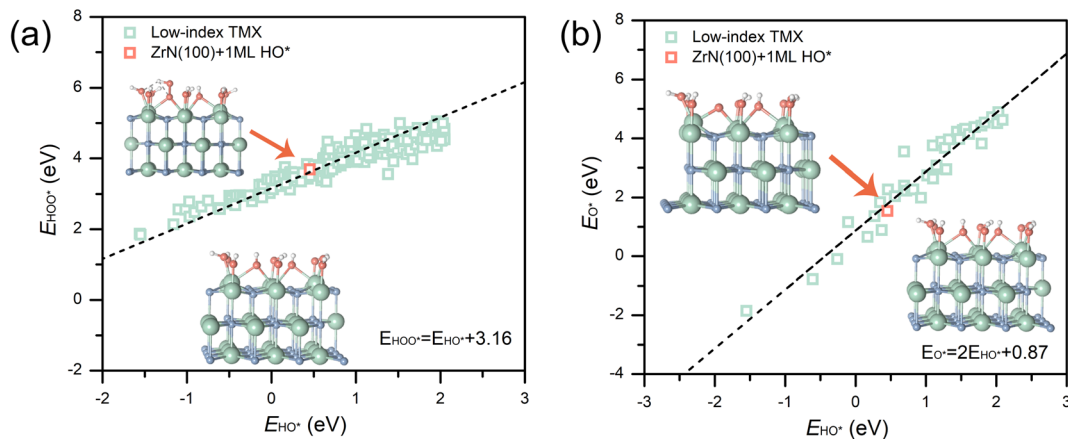 (a)
8
6
4
2
0
-2
E_HOO* (eV)
Low-index TMX
ZrN(100)+1ML HO*
E_HOO*=E_HO*+3.16
-2 -1 0 1 2 3
E_HO* (eV)
(b)
8
6
4
2
0
-2
-4
E_O* (eV)
Low-index TMX
ZrN(100)+1ML HO*
E_O*=2E_HO*+0.87
-3 -2 -1 0 1 2 3
E_HO* (eV)